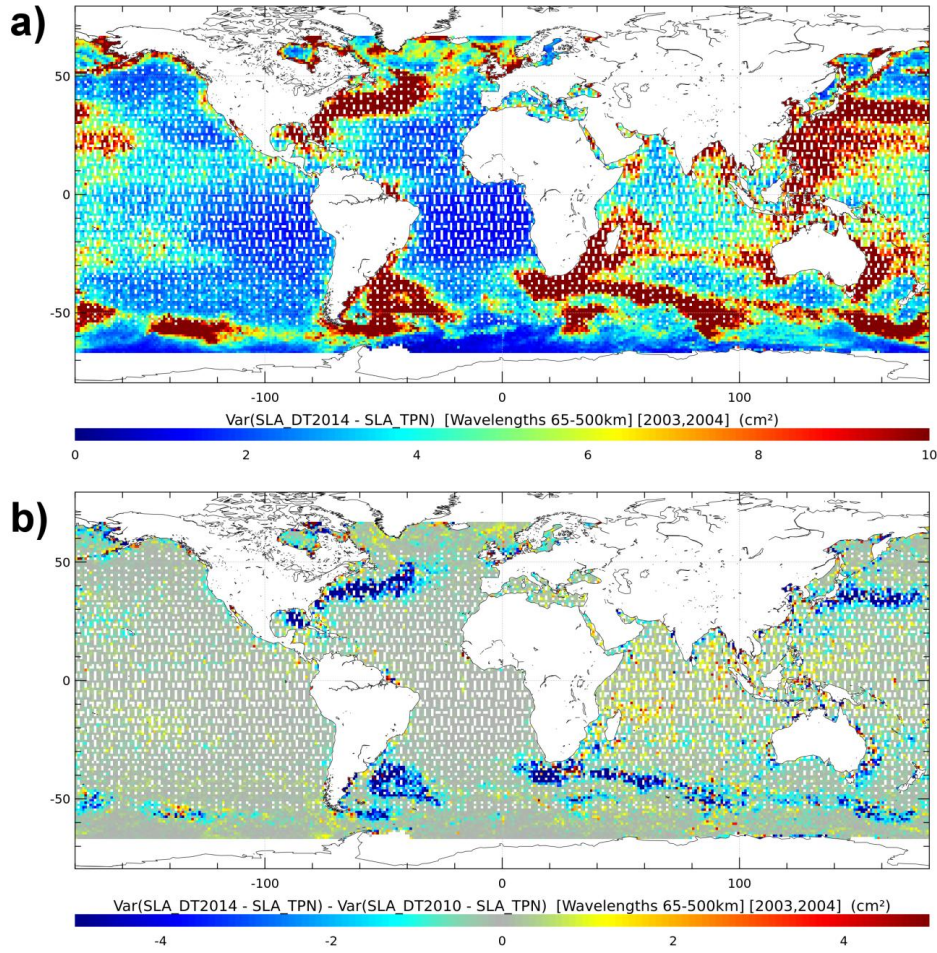 a)
50
0
-50
-100
0
100
Var(SLA_DT2014 - SLA_TPN) [Wavelengths 65-500km] [2003,2004] (cm²)
0 2 4 6 8 10
b)
50
0
-50
-100
0
100
Var(SLA_DT2014 - SLA_TPN) - Var(SLA_DT2010 - SLA_TPN) [Wavelengths 65-500km] [2003,2004] (cm²)
-4 -2 0 2 4